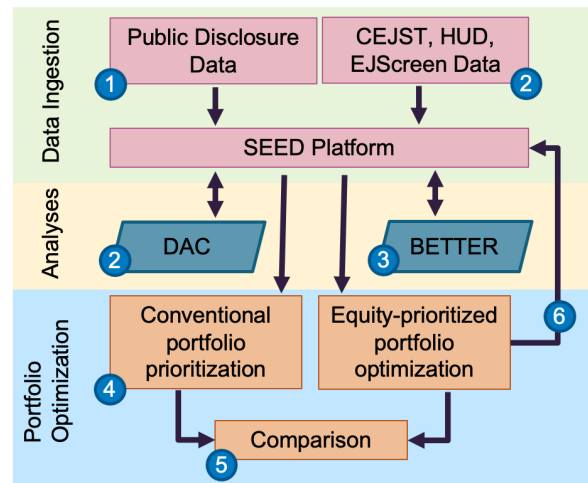 Data Ingestion
Public Disclosure
Data
1
CEJST, HUD,
EJScreen Data
2
SEED Platform
Analyses
DAC
2
BETTER
3
Portfolio
Optimization
Conventional
portfolio
prioritization
4
Equity-prioritized
portfolio
optimization
6
Comparison
5